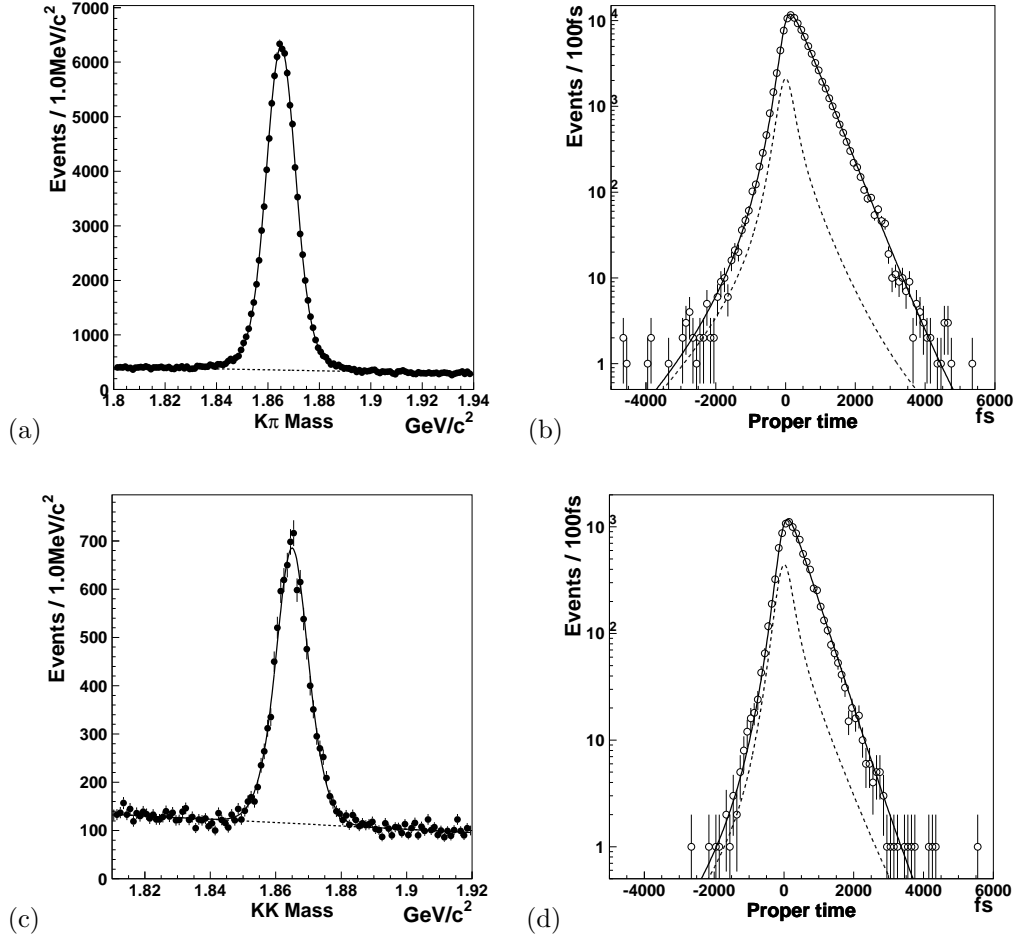 Events / 1.0MeV/c²
7000
6000
5000
4000
3000
2000
1000
0
1.8 1.82 1.84 1.86 1.88 1.9 1.92 1.94
Kπ Mass
GeV/c²
(a)
Events / 100fs
10⁴
10³
10²
10
1
-4000 -2000 0 2000 4000 6000
Proper time
fs
(b)
Events / 1.0MeV/c²
700
600
500
400
300
200
100
0
1.82 1.84 1.86 1.88 1.9 1.92
KK Mass
GeV/c²
(c)
Events / 100fs
10³
10²
10
1
-4000 -2000 0 2000 4000 6000
Proper time
fs
(d)